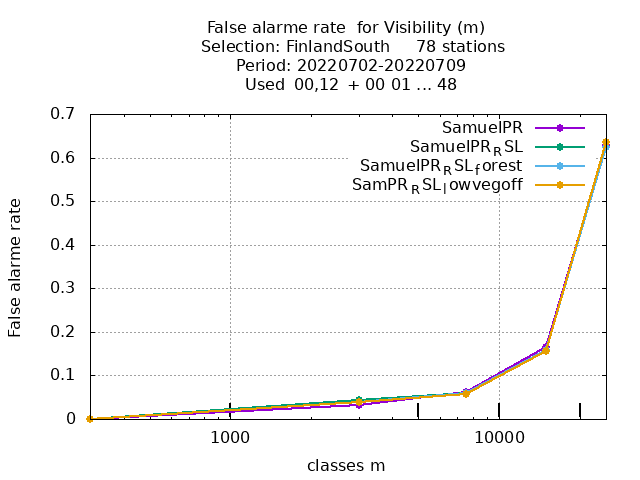 False alarme rate  for Visibility (m)
Selection: FinlandSouth     78 stations
Period: 20220702-20220709
Used  00,12  + 00 01 ... 48
SamuelPR
SamuelPR_RSL
SamuelPR_RSL_forest
SamPR_RSL_lowvegoff
False alarme rate
0.7
0.6
0.5
0.4
0.3
0.2
0.1
0
1000
10000
classes m